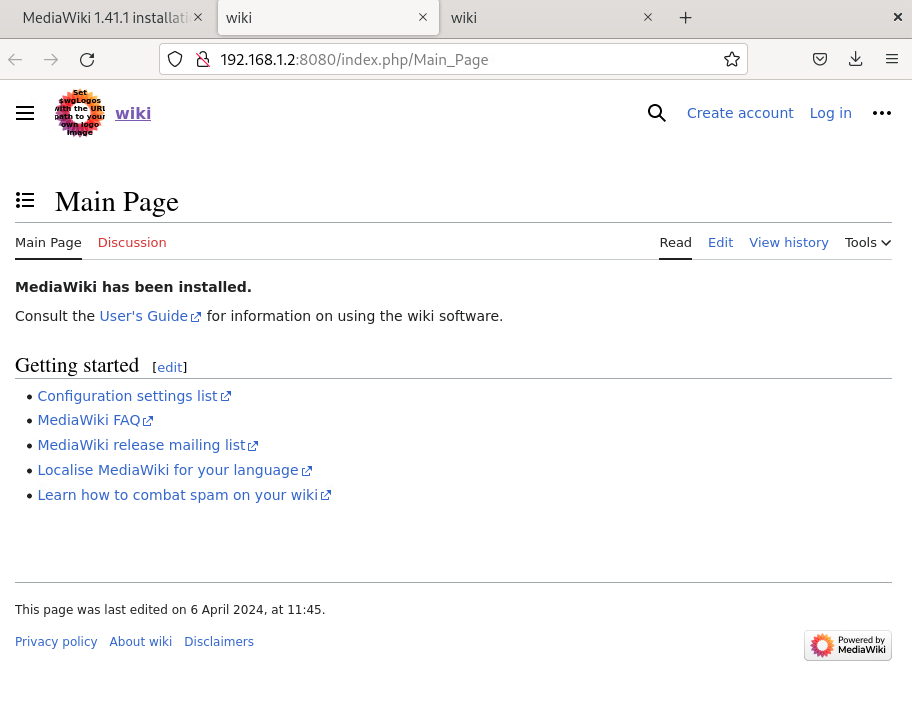 MediaWiki 1.41.1 installati
wiki
wiki
192.168.1.2:8080/index.php/Main_Page
Set
$wgLogos
with the URL
path to your
own logo
image
wiki
Create account
Log in
Main Page
Main Page
Discussion
Read
Edit
View history
Tools
MediaWiki has been installed.
Consult the User's Guide for information on using the wiki software.
Getting started [edit]
• Configuration settings list
• MediaWiki FAQ
• MediaWiki release mailing list
• Localise MediaWiki for your language
• Learn how to combat spam on your wiki
This page was last edited on 6 April 2024, at 11:45.
Privacy policy
About wiki
Disclaimers
Powered by
MediaWiki